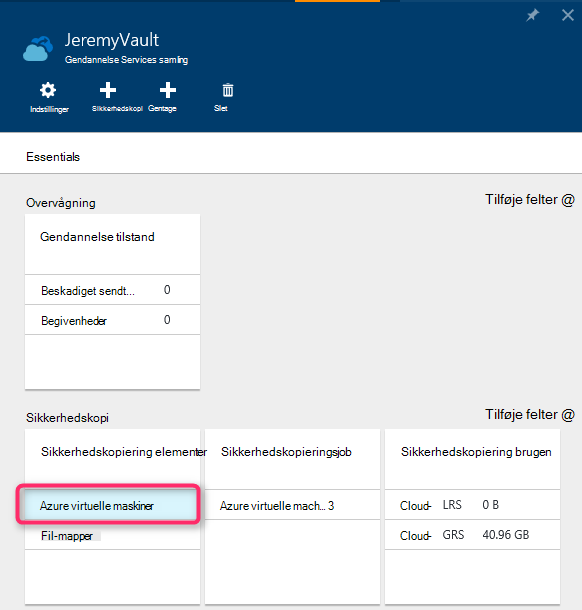 JeremyVault
Gendannelse Services samling
Indstillinger
Sikkerhedskopi
Gentage
Slet
Essentials
Overvågning
Tilføje felter @
Gendannelse tilstand
Beskadiget sendt... 0
Begivenheder 0
Sikkerhedskopi
Tilføje felter @
Sikkerhedskopiering elementer
Azure virtuelle maskiner
Fil-mapper
Sikkerhedskopieringsjob
Azure virtuelle mach... 3
Sikkerhedskopiering brugen
Cloud- LRS 0 B
Cloud- GRS 40.96 GB